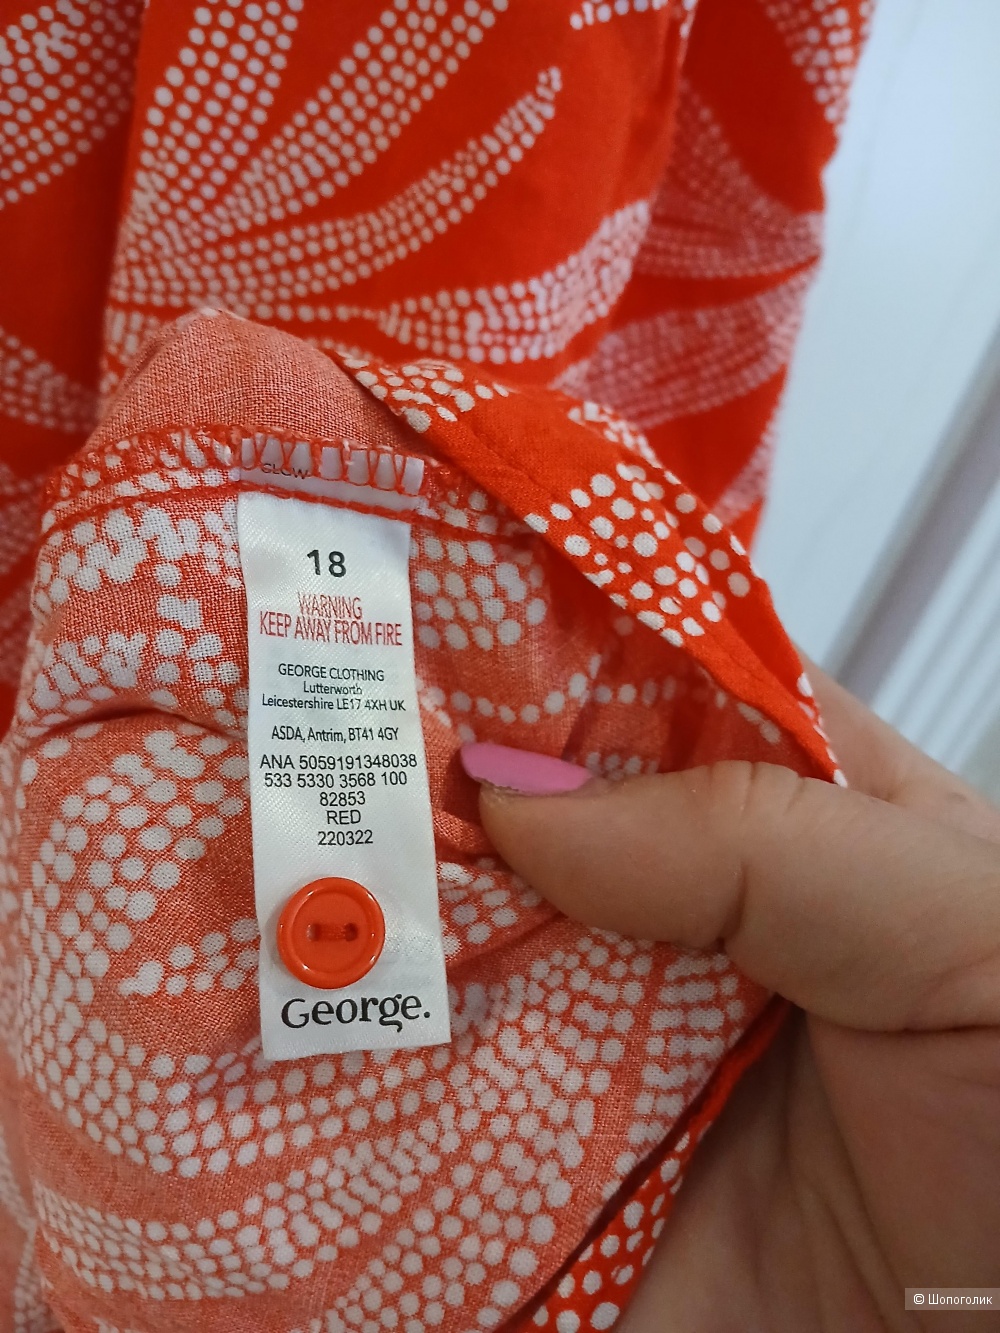 GLOW
18
WARNING
KEEP AWAY FROM FIRE
GEORGE CLOTHING
Lutterworth
Leicestershire LE17 4XH UK
ASDA, Antrim, BT41 4GY
ANA 5059191348038
533 5330 3568 100
82853
RED
220322
George.
© Шопоголик